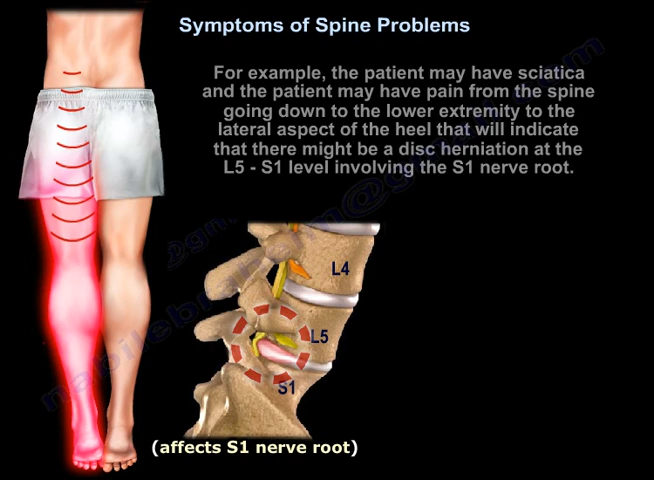 Symptoms of Spine Problems
For example, the patient may have sciatica
and the patient may have pain from the spine
going down to the lower extremity to the
lateral aspect of the heel that will indicate
that there might be a disc herniation at the
L5 - S1 level involving the S1 nerve root.
L4
L5
S1
(affects S1 nerve root)